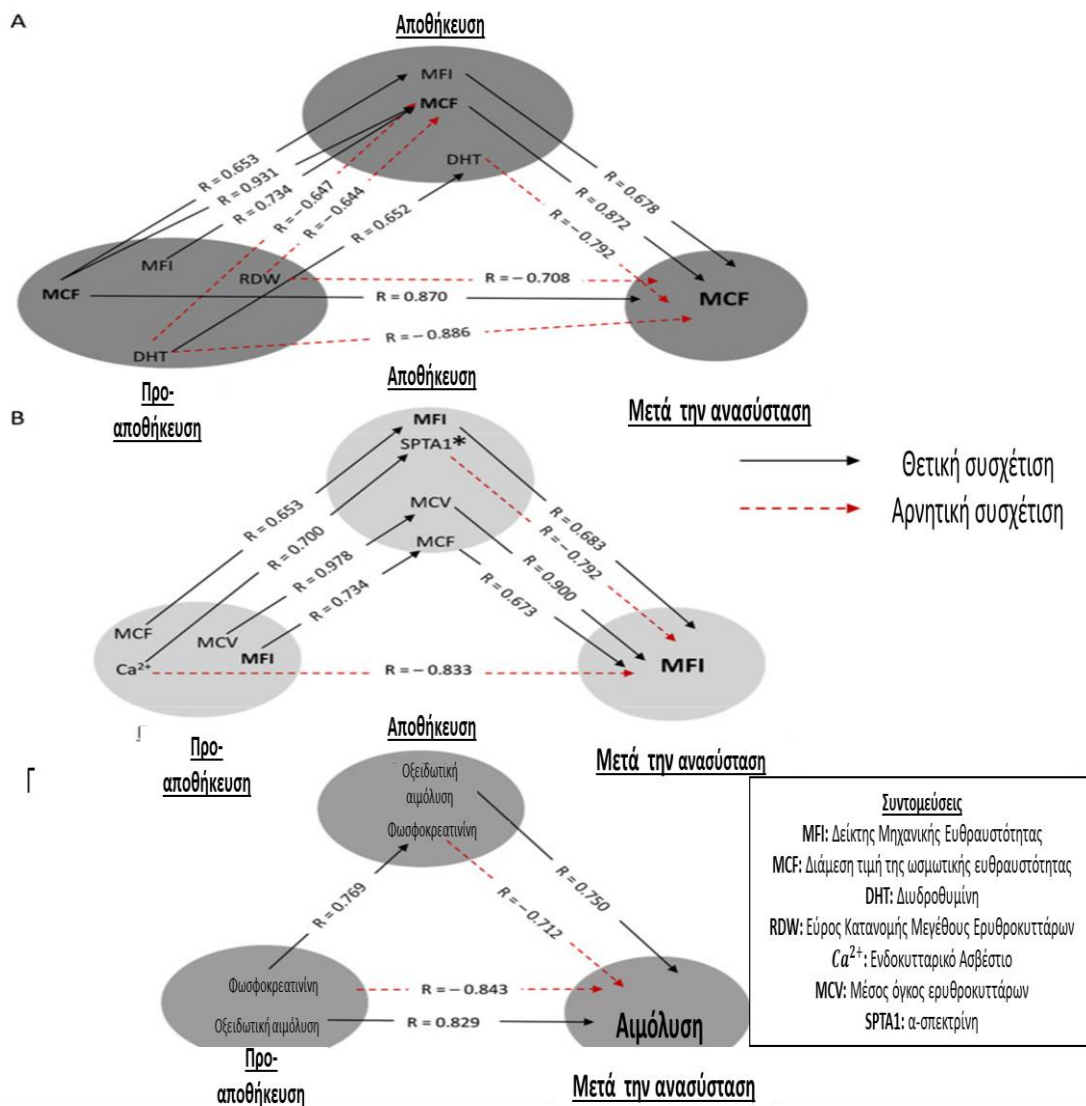 A
Αποθήκευση
MFI
MCF
DHT
R = 0.653
R = 0.931
R = 0.734
R = −0.647
R = −0.644
R = 0.652
R = 0.678
R = 0.872
R = −0.792
MFI
RDW
MCF
DHT
R = −0.708
R = 0.870
R = −0.886
MCF
Προ-
αποθήκευση
Μετά την ανασύσταση
B
Αποθήκευση
MFI
SPTA1*
MCV
MCF
R = 0.653
R = 0.700
R = 0.978
R = 0.734
R = 0.683
R = −0.792
R = 0.900
R = 0.673
MCF
MCV
Ca²⁺
MFI
R = −0.833
MFI
Προ-
αποθήκευση
Μετά την ανασύσταση
Θετική συσχέτιση
Αρνητική συσχέτιση
Γ
Αποθήκευση
Οξειδωτική
αιμόλυση
Φωσφοκρεατινίνη
R = 0.769
R = −0.712
R = 0.750
Φωσφοκρεατινίνη
Οξειδωτική αιμόλυση
R = −0.843
R = 0.829
Αιμόλυση
Προ-
αποθήκευση
Μετά την ανασύσταση
Συντομεύσεις
MFI: Δείκτης Μηχανικής Ευθραυστότητας
MCF: Διάμεση τιμή της ωσμωτικής ευθραυστότητας
DHT: Διυδροθυμίνη
RDW: Εύρος Κατανομής Μεγέθους Ερυθροκυττάρων
Ca²⁺: Ενδοκυτταρικό Ασβέστιο
MCV: Μέσος όγκος ερυθροκυττάρων
SPTA1: α-σπεκτρίνη